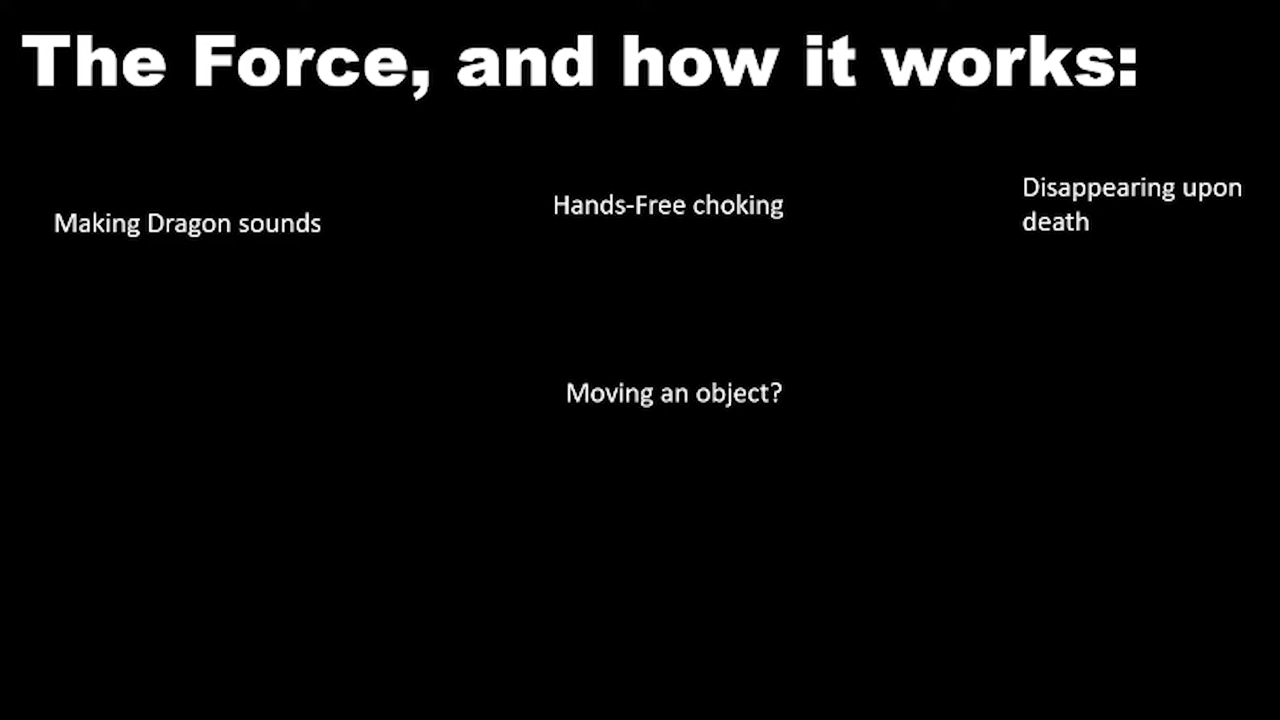 The Force, and how it works:
Making Dragon sounds
Hands-Free choking
Disappearing upon
death
Moving an object?